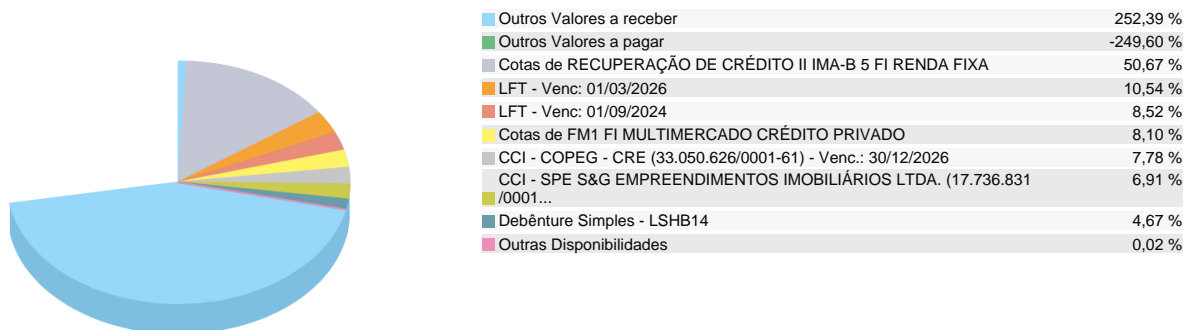 Outros Valores a receber 252,39 %
Outros Valores a pagar -249,60 %
Cotas de RECUPERAÇÃO DE CRÉDITO II IMA-B 5 FI RENDA FIXA 50,67 %
LFT - Venc: 01/03/2026 10,54 %
LFT - Venc: 01/09/2024 8,52 %
Cotas de FM1 FI MULTIMERCADO CRÉDITO PRIVADO 8,10 %
CCI - COPEG - CRE (33.050.626/0001-61) - Venc.: 30/12/2026 7,78 %
CCI - SPE S&G EMPREENDIMENTOS IMOBILIÁRIOS LTDA. (17.736.831 6,91 %
/0001...
Debênture Simples - LSHB14 4,67 %
Outras Disponibilidades 0,02 %